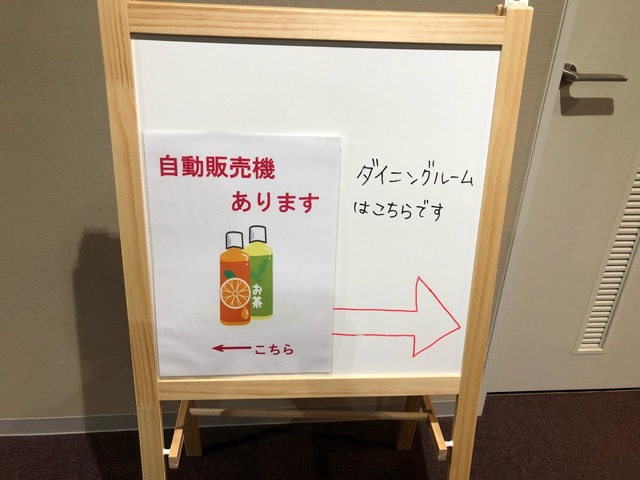 自動販売機
あります
お茶
←こちら
ダイニングルーム
はこちらです